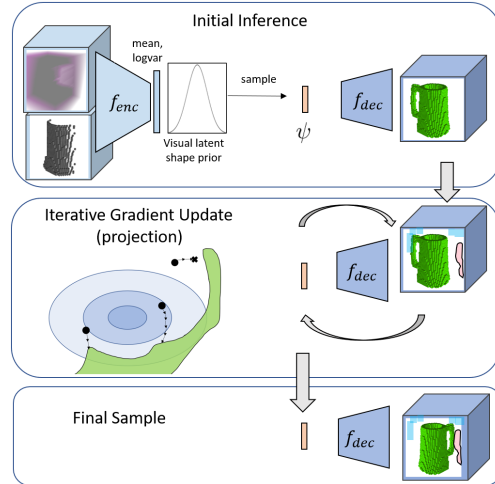 Initial Inference
mean,
logvar
f_enc
sample
Visual latent
shape prior
ψ
f_dec
Iterative Gradient Update
(projection)
f_dec
Final Sample
f_dec